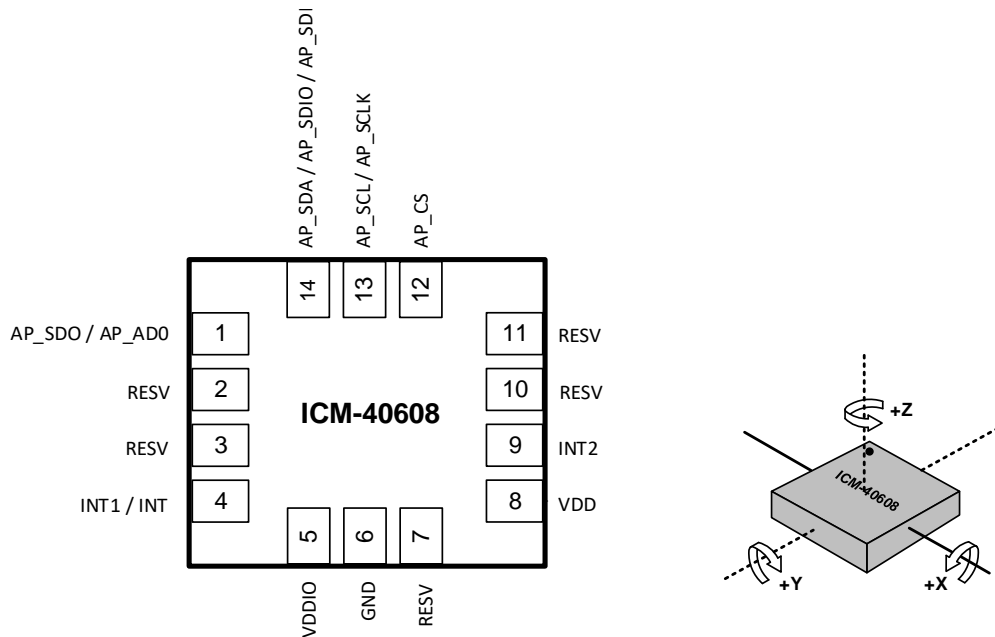 AP_SDA / AP_SDIO / AP_SDI
AP_SCL / AP_SCLK
AP_CS
14
13
12
AP_SDO / AP_AD0
1
11
RESV
RESV
2
10
RESV
ICM-40608
RESV
3
9
INT2
INT1 / INT
4
8
VDD
5
6
7
VDDIO
GND
RESV
+Z
ICM-40608
+Y
+X